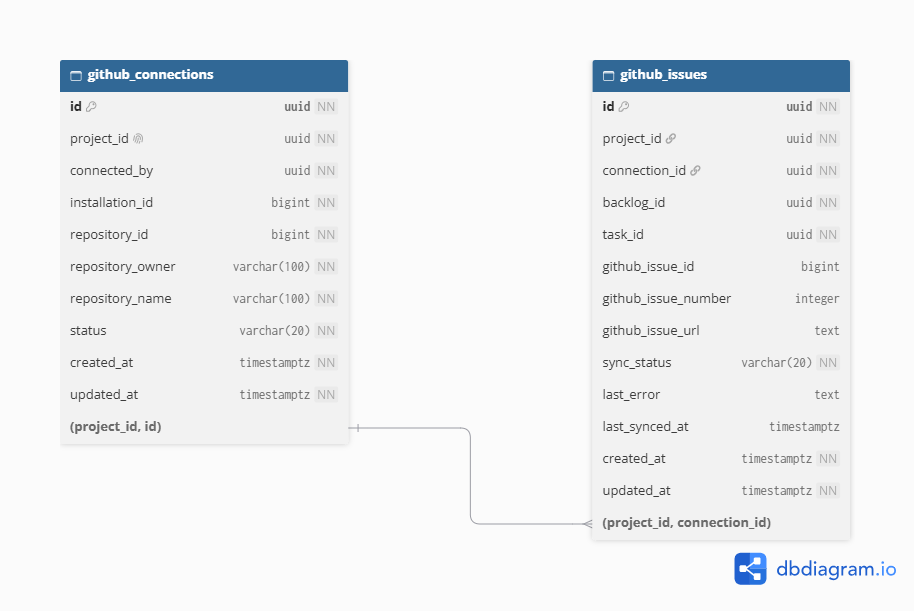 github_connections
id uuid NN
project_id uuid NN
connected_by uuid NN
installation_id bigint NN
repository_id bigint NN
repository_owner varchar(100) NN
repository_name varchar(100) NN
status varchar(20) NN
created_at timestamptz NN
updated_at timestamptz NN
(project_id, id)
github_issues
id uuid NN
project_id uuid NN
connection_id uuid NN
backlog_id uuid NN
task_id uuid NN
github_issue_id bigint
github_issue_number integer
github_issue_url text
sync_status varchar(20) NN
last_error text
last_synced_at timestamptz
created_at timestamptz NN
updated_at timestamptz NN
(project_id, connection_id)
dbdiagram.io